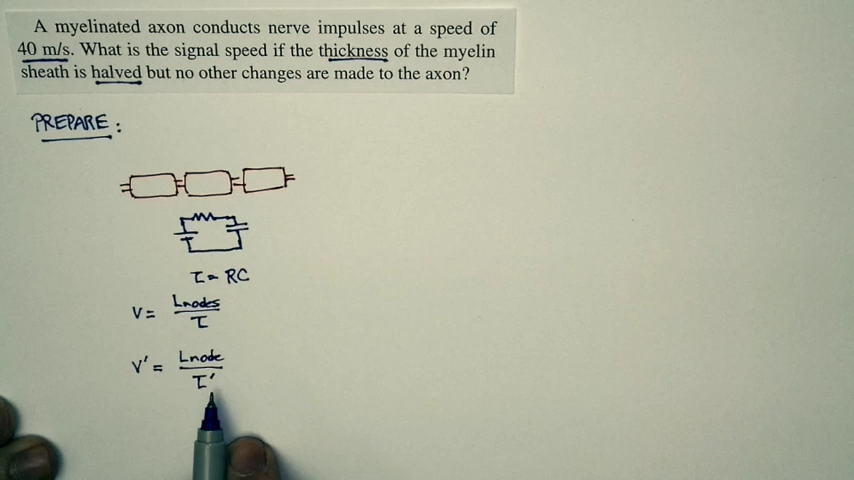 A myelinated axon conducts nerve impulses at a speed of
40 m/s. What is the signal speed if the thickness of the myelin
sheath is halved but no other changes are made to the axon?
PREPARE:
τ = RC
V = Lnodes / τ
V' = Lnode / τ'